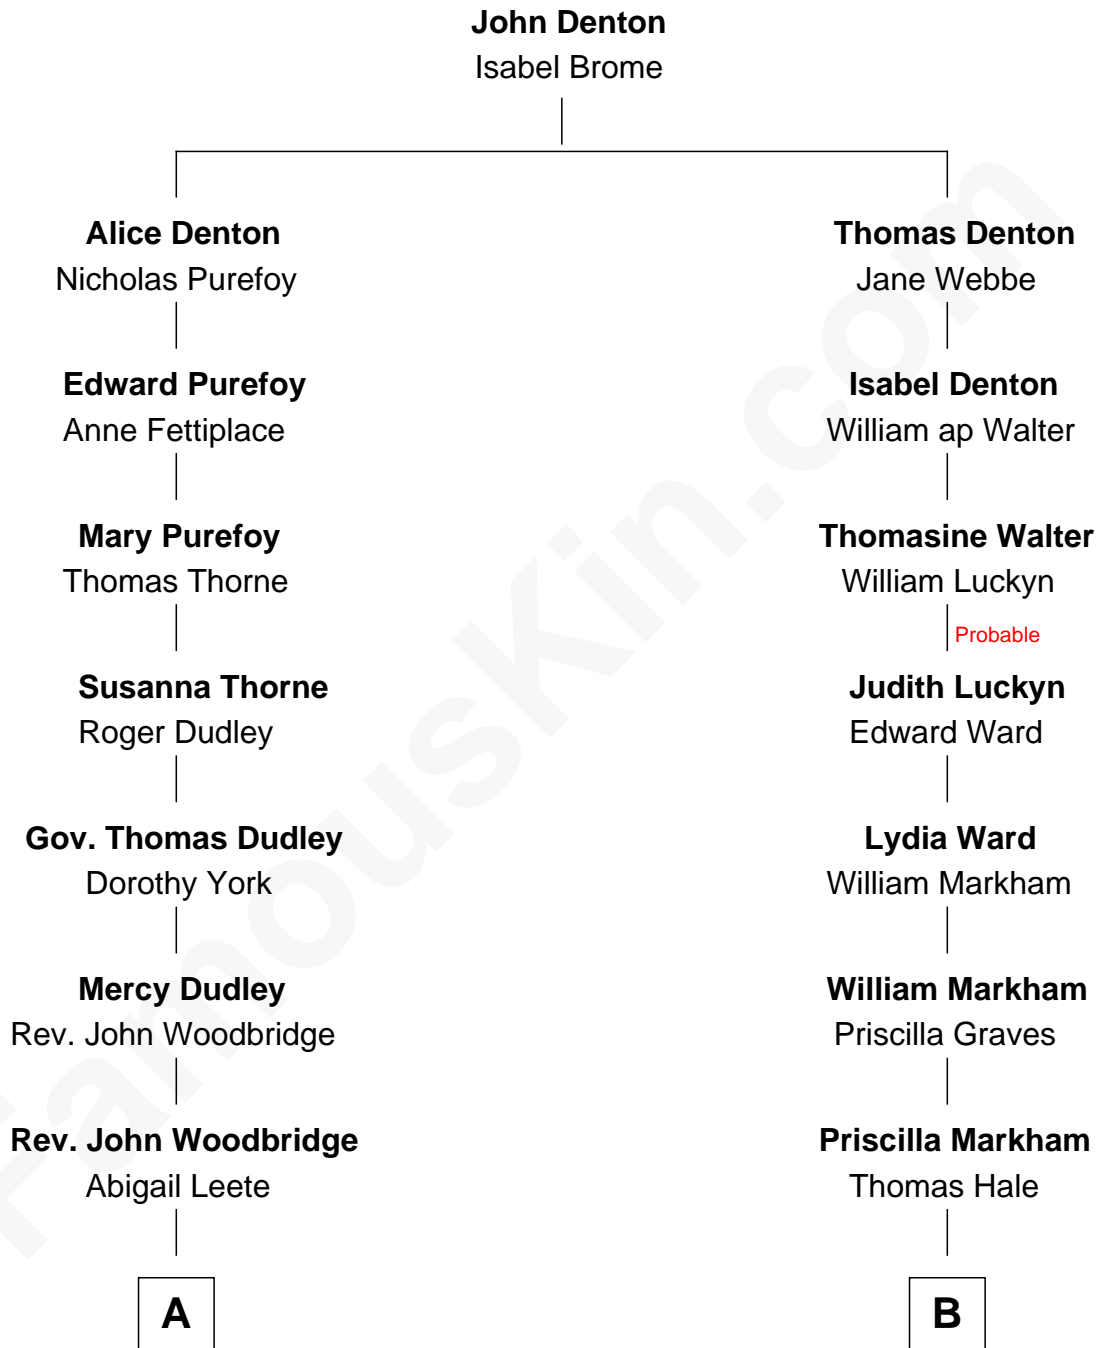 John Denton
Isabel Brome
Alice Denton
Nicholas Purefoy
Thomas Denton
Jane Webbe
Edward Purefoy
Anne Fettiplace
Isabel Denton
William ap Walter
Mary Purefoy
Thomas Thorne
Thomasine Walter
William Luckyn
Probable
Susanna Thorne
Roger Dudley
Judith Luckyn
Edward Ward
Gov. Thomas Dudley
Dorothy York
Lydia Ward
William Markham
Mercy Dudley
Rev. John Woodbridge
William Markham
Priscilla Graves
Rev. John Woodbridge
Abigail Leete
Priscilla Markham
Thomas Hale
A
B
FamousKin.com